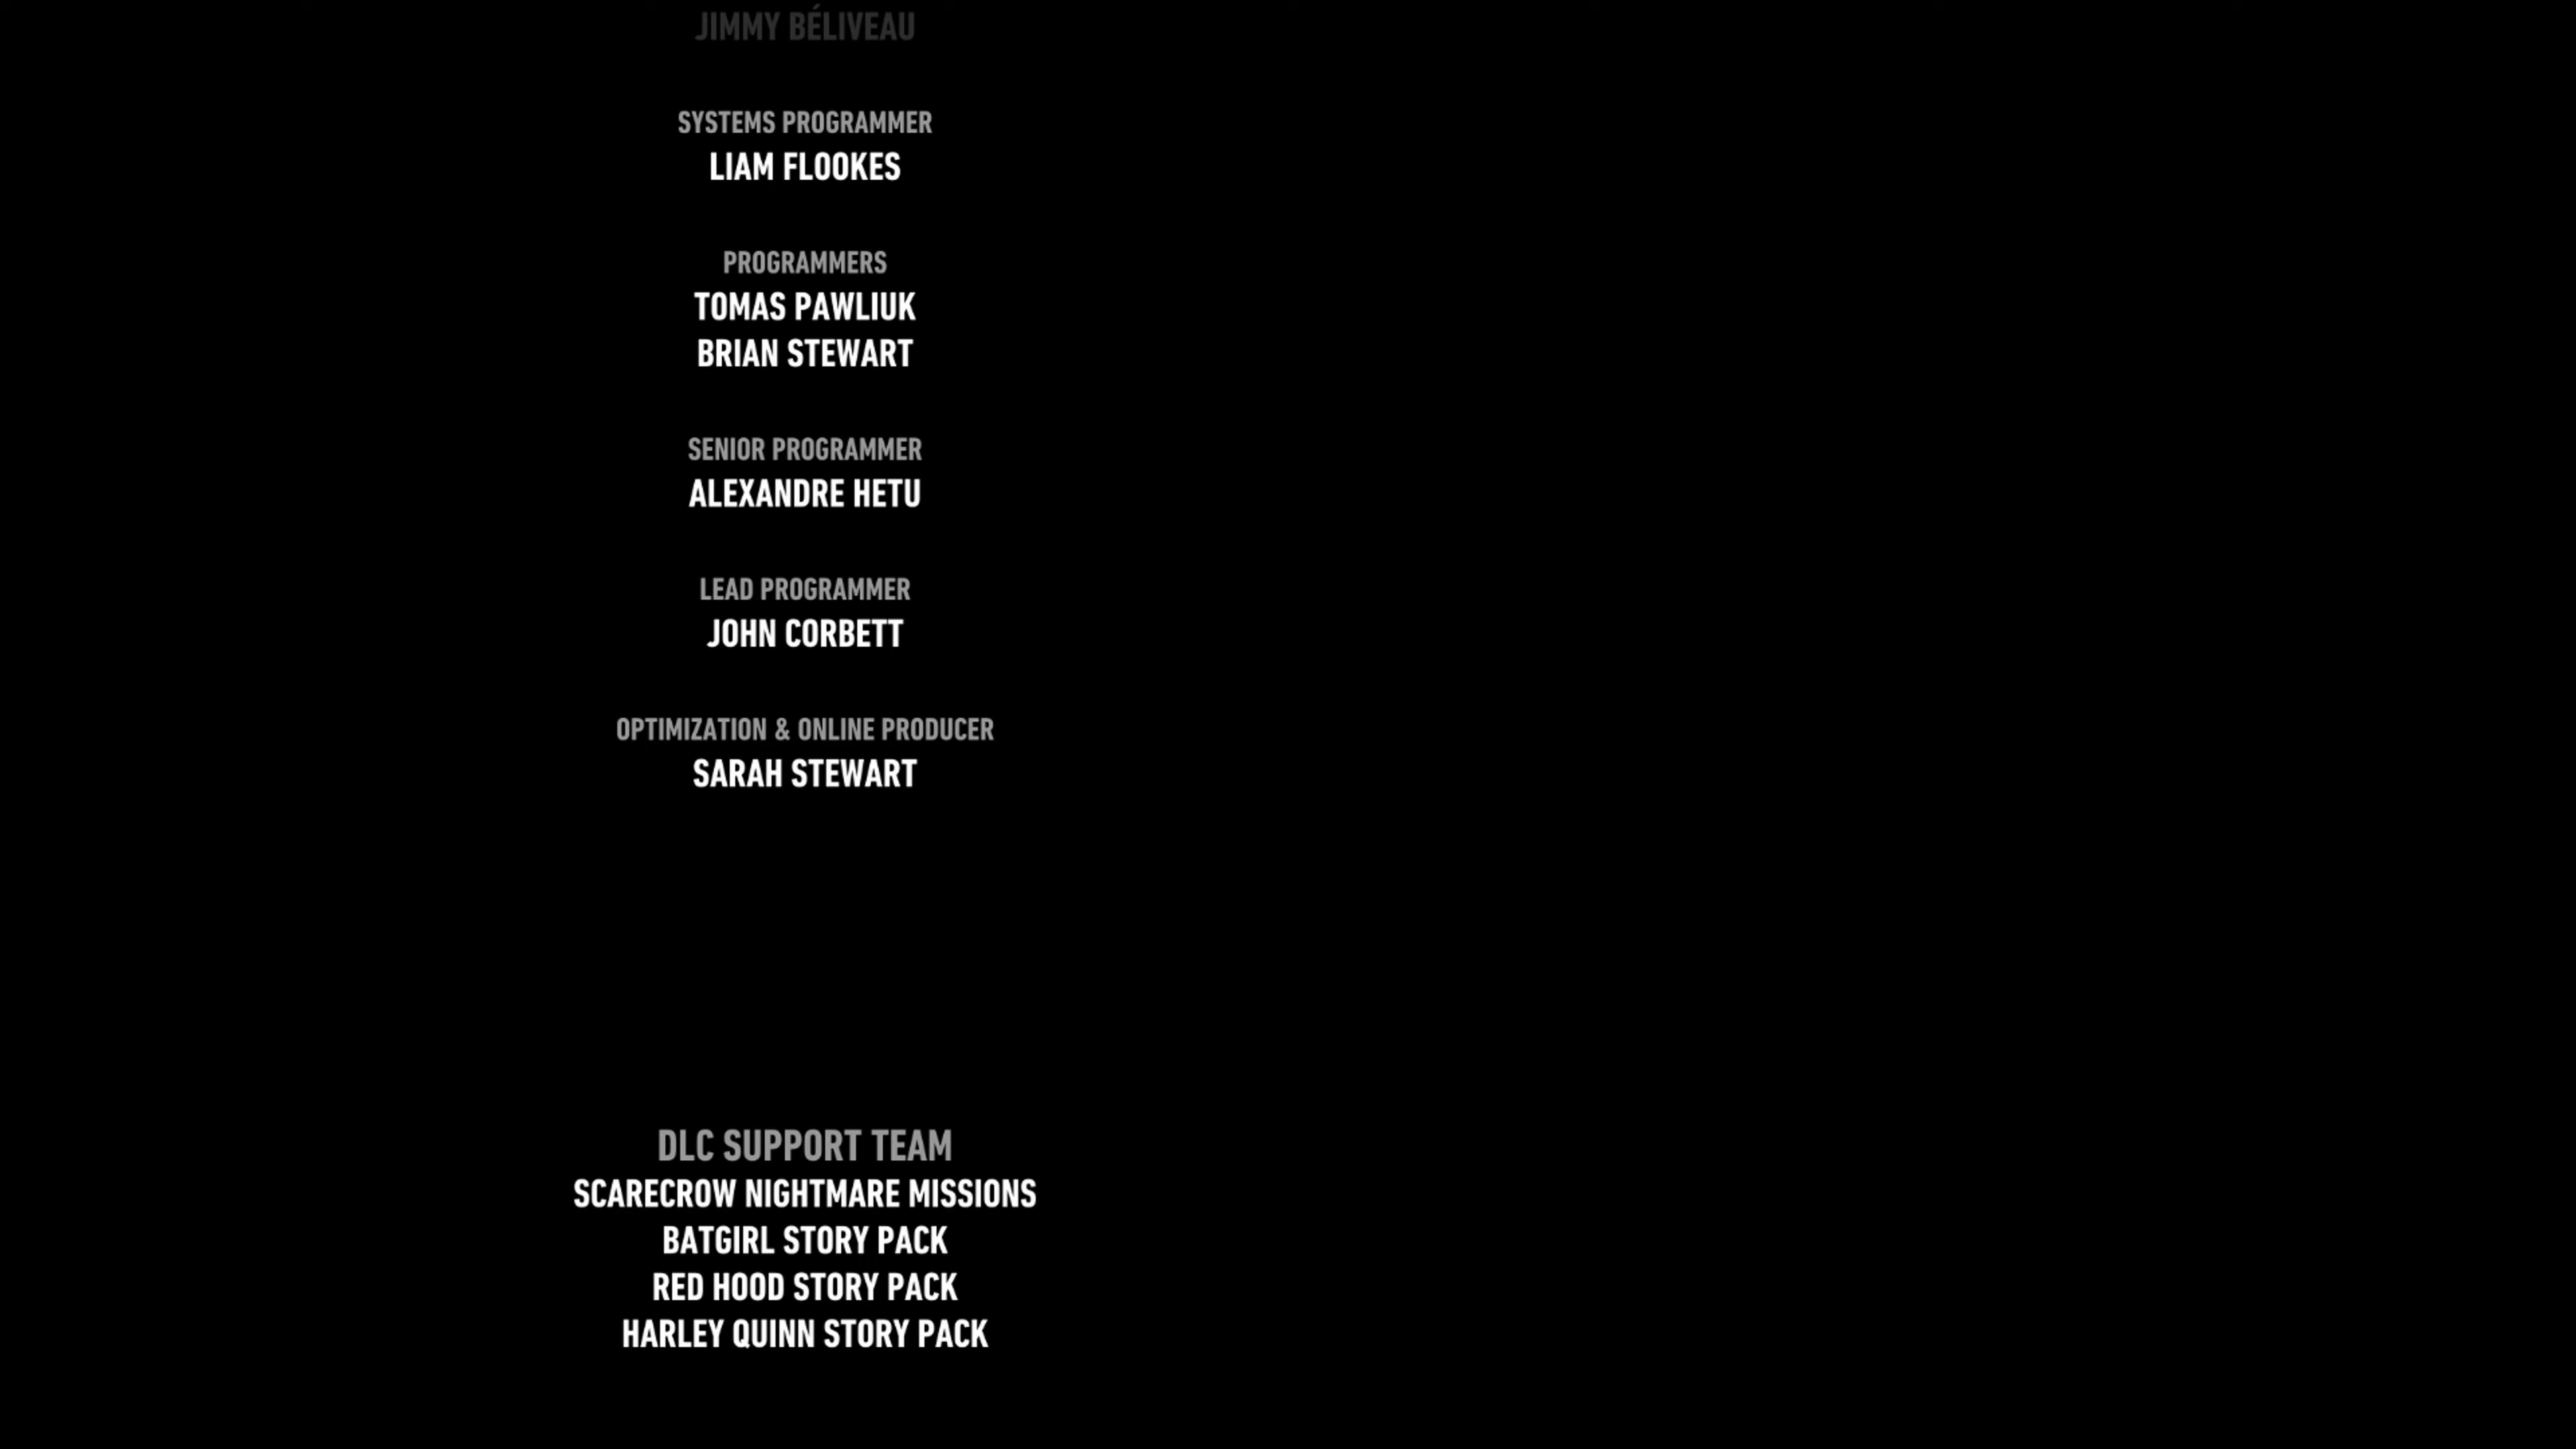 JIMMY BÉLIVEAU
SYSTEMS PROGRAMMER
LIAM FLOOKES
PROGRAMMERS
TOMAS PAWLIUK
BRIAN STEWART
SENIOR PROGRAMMER
ALEXANDRE HETU
LEAD PROGRAMMER
JOHN CORBETT
OPTIMIZATION & ONLINE PRODUCER
SARAH STEWART
DLC SUPPORT TEAM
SCARECROW NIGHTMARE MISSIONS
BATGIRL STORY PACK
RED HOOD STORY PACK
HARLEY QUINN STORY PACK